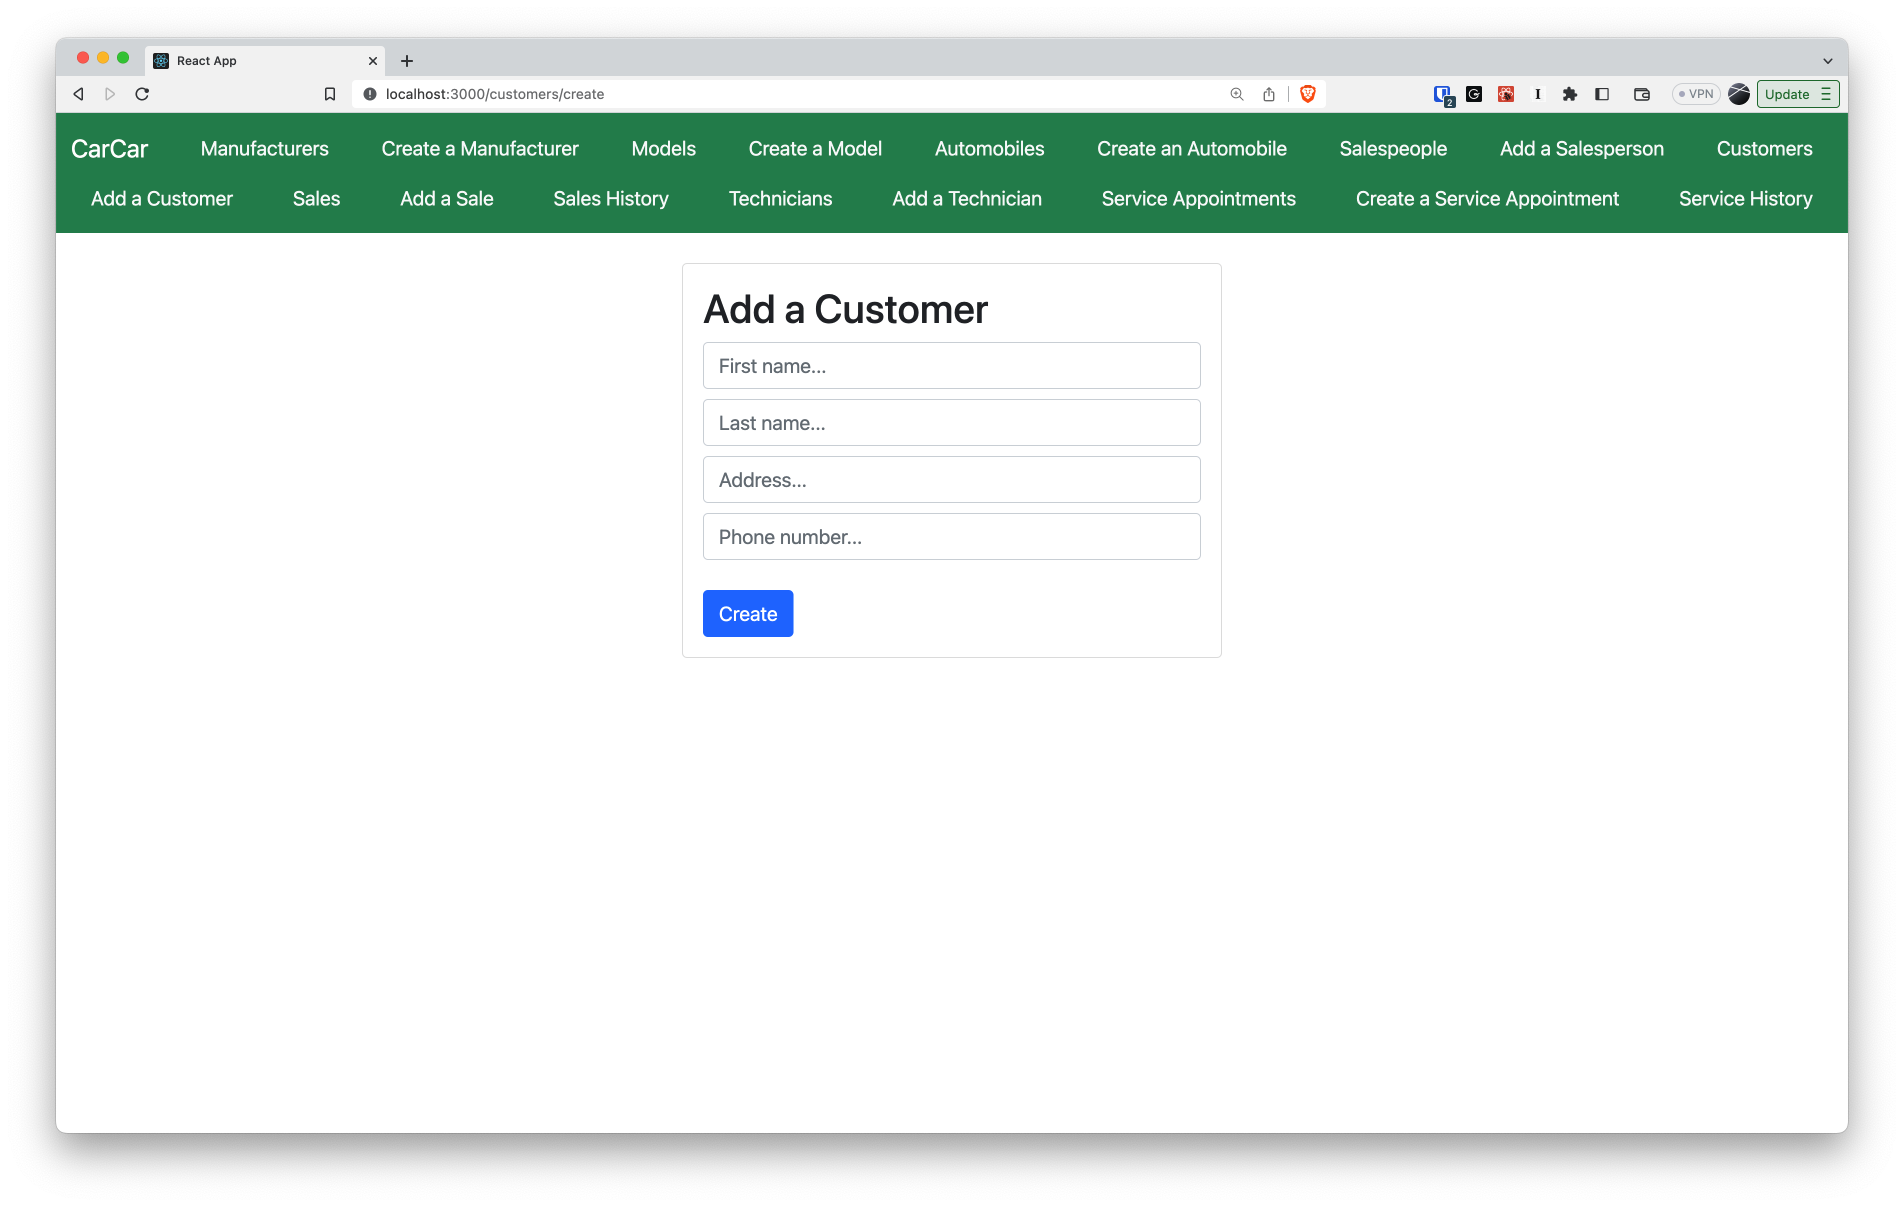 React App
localhost:3000/customers/create
2
G
I
VPN
Update
CarCar Manufacturers Create a Manufacturer Models Create a Model Automobiles Create an Automobile Salespeople Add a Salesperson Customers
Add a Customer Sales Add a Sale Sales History Technicians Add a Technician Service Appointments Create a Service Appointment Service History
Add a Customer
First name...
Last name...
Address...
Phone number...
Create